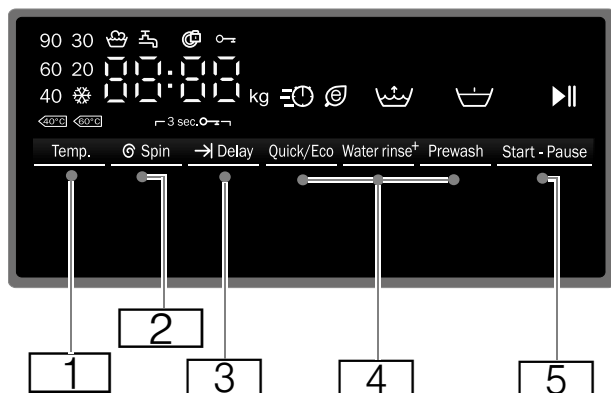 90 30
60 20
88:88
40 kg
40°C 60°C 3 sec.
Temp. Spin Delay Quick/Eco Water rinse+ Prewash Start - Pause
2
1 3 4 5